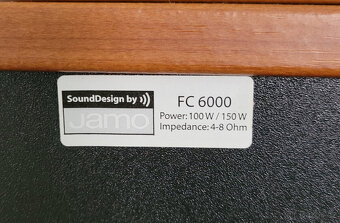 SoundDesign by
Jamo
FC 6000
Power: 100 W / 150 W
Impedance: 4-8 Ohm